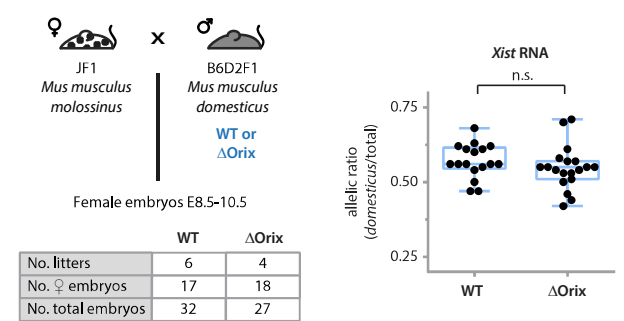 ♀ x ♂
JF1
Mus musculus
molossinus
B6D2F1
Mus musculus
domesticus
WT or
ΔOrix
Female embryos E8.5-10.5
WT ΔOrix
No. litters 6 4
No. ♀ embryos 17 18
No. total embryos 32 27
Xist RNA
n.s.
allelic ratio
(domesticus/total)
0.75
0.50
0.25
WT ΔOrix